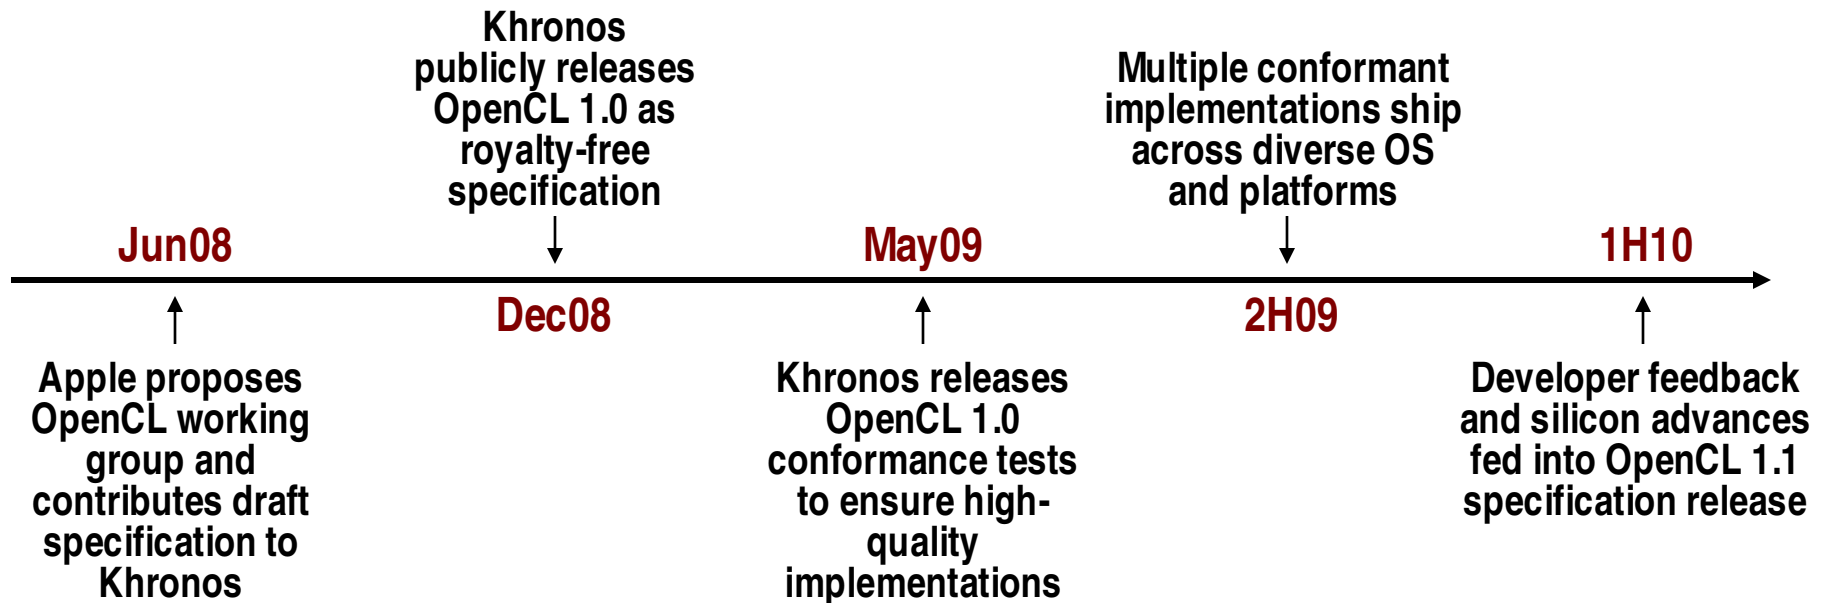 Jun08
Apple proposes
OpenCL working
group and
contributes draft
specification to
Khronos
Khronos
publicly releases
OpenCL 1.0 as
royalty-free
specification
Dec08
May09
Khronos releases
OpenCL 1.0
conformance tests
to ensure high-
quality
implementations
Multiple conformant
implementations ship
across diverse OS
and platforms
2H09
1H10
Developer feedback
and silicon advances
fed into OpenCL 1.1
specification release